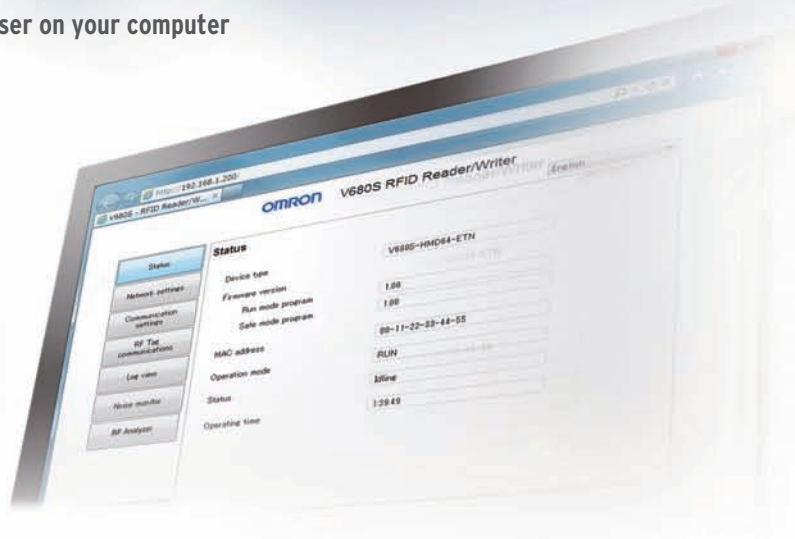 ser on your computer
http://192.168.1.200/
V680S - RFID Reader/W...
OMRON V680S RFID Reader/Writer
English
Status
Network settings
Communication settings
RF Tag communications
Log view
Noise monitor
RF Analyzer
Status
Device type V680S-HMD64-ETN
Firmware version
Run mode program 1.00
Safe mode program 1.00
MAC address 00-11-22-33-44-55
Operation mode RUN
Status Idling
Operating time 13849